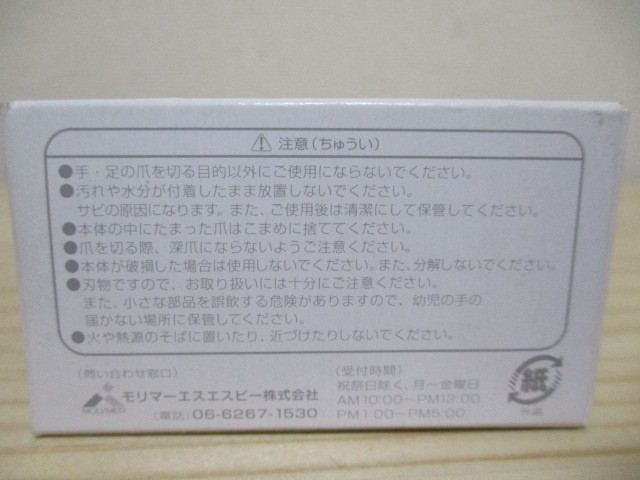 注意(ちゅうい)
●手・足の爪を切る目的以外にご使用にならないでください。
●汚れや水分が付着したまま放置しないでください。
サビの原因になります。また、ご使用後は清潔にして保管してください。
●本体の中にたまった爪はこまめに捨ててください。
●爪を切る際、深爪にならないようご注意ください。
●本体が破損した場合は使用しないでください。また、分解しないでください。
●刃物ですので、お取り扱いには十分にご注意ください。
また、小さな部品を誤飲する危険がありますので、幼児の手の
届かない場所に保管してください。
●火や熱源のそばに置いたり、近づけたりしないでください。
(問い合わせ窓口)
MOLYMER
モリマーエスエスピー株式会社
(電話) 06-6267-1530
(受付時間)
祝祭日除く、月〜金曜日
AM10:00〜PM12:00
PM1:00〜PM5:00
紙
外函